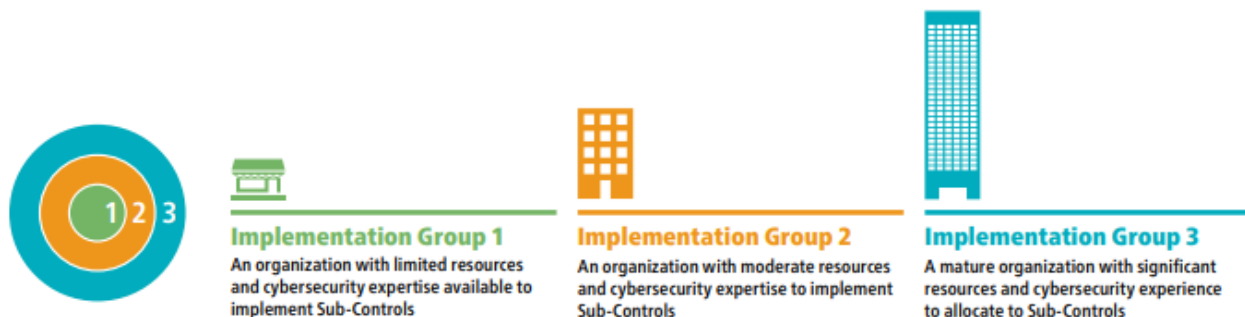 1 2 3
Implementation Group 1
An organization with limited resources
and cybersecurity expertise available to
implement Sub-Controls
Implementation Group 2
An organization with moderate resources
and cybersecurity expertise to implement
Sub-Controls
Implementation Group 3
A mature organization with significant
resources and cybersecurity experience
to allocate to Sub-Controls